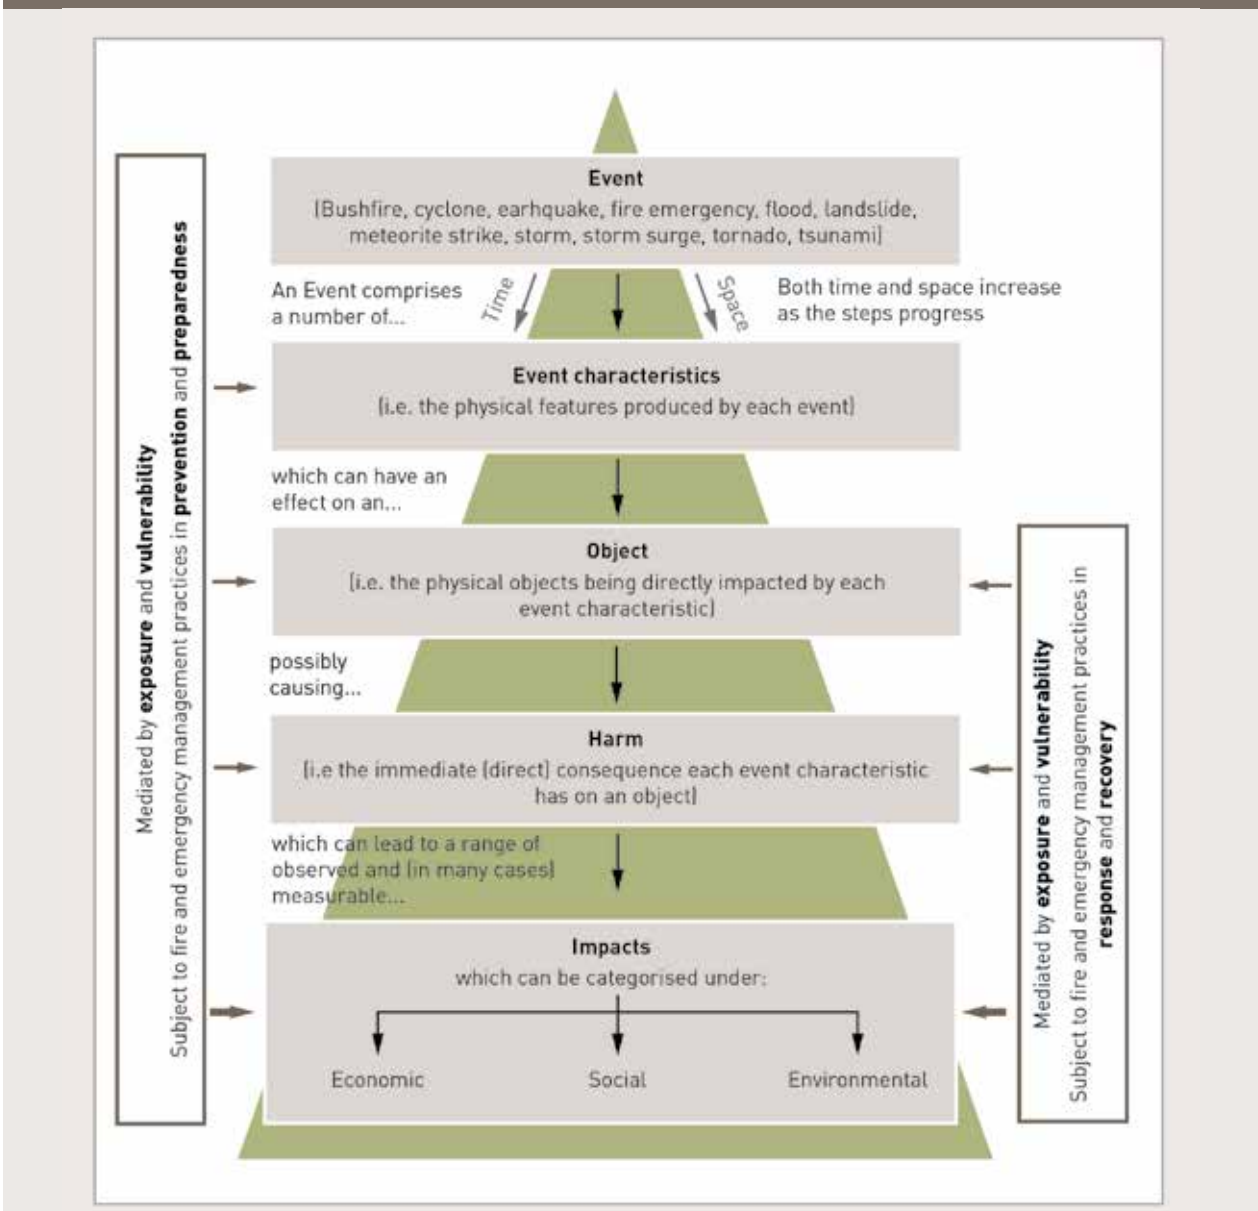 Event
(Bushfire, cyclone, earhquake, fire emergency, flood, landslide,
meteorite strike, storm, storm surge, tornado, tsunami)
An Event comprises
a number of...
Time
Space
Both time and space increase
as the steps progress
Event characteristics
(i.e. the physical features produced by each event)
which can have an
effect on an...
Object
(i.e. the physical objects being directly impacted by each
event characteristic)
possibly
causing...
Harm
(i.e the immediate (direct) consequence each event characteristic
has on an object)
which can lead to a range of
observed and (in many cases)
measurable...
Impacts
which can be categorised under:
Economic
Social
Environmental
Mediated by exposure and vulnerability
Subject to fire and emergency management practices in prevention and preparedness
Mediated by exposure and vulnerability
Subject to fire and emergency management practices in
response and recovery